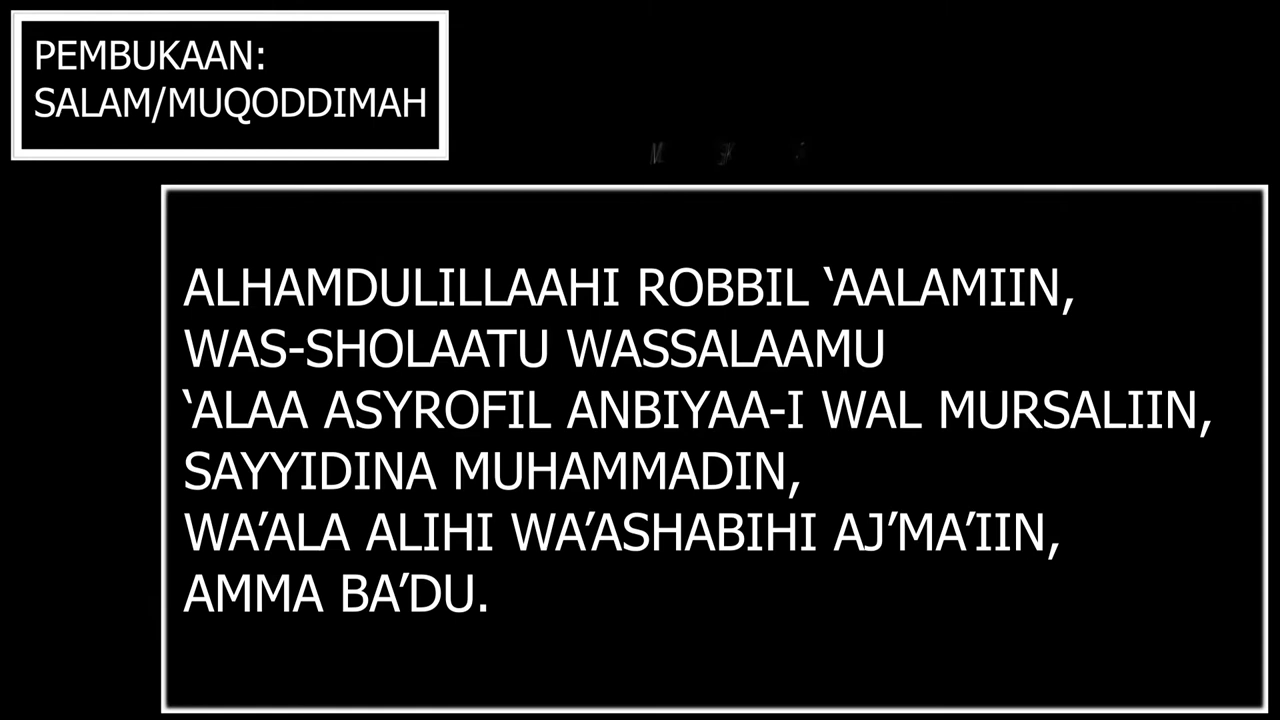 PEMBUKAAN:
SALAM/MUQODDIMAH
ALHAMDULILLAAHI ROBBIL ‘AALAMIIN,
WAS-SHOLAATU WASSALAAMU
‘ALAA ASYROFIL ANBIYAA-I WAL MURSALIIN,
SAYYIDINA MUHAMMADIN,
WA’ALA ALIHI WA’ASHABIHI AJ’MA’IIN,
AMMA BA’DU.